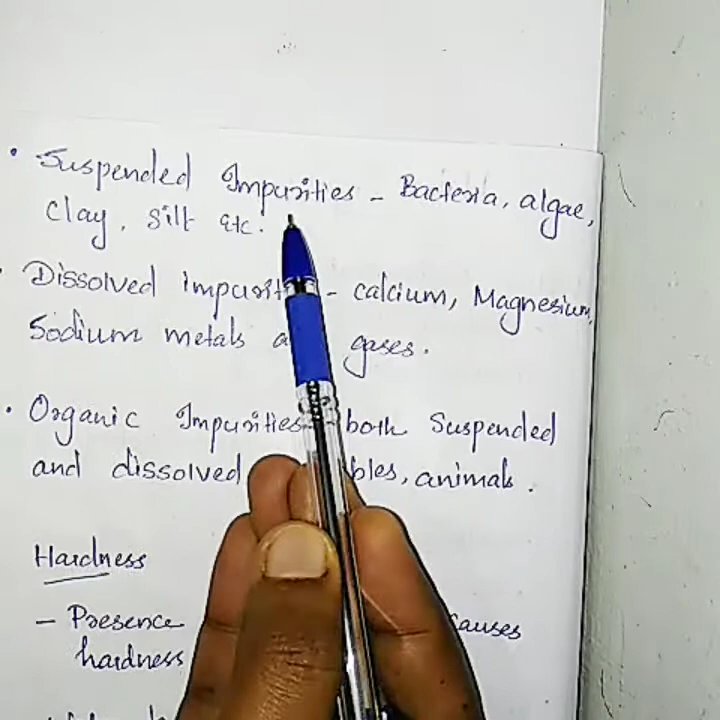 • Suspended Impurities - Bacteria, algae,
clay, silt etc.
• Dissolved impurit - calcium, Magnesium,
Sodium metals a gases.
• Organic Impurities - both suspended
and dissolved bles, animals.
Hardness
- Presence causes
hardness